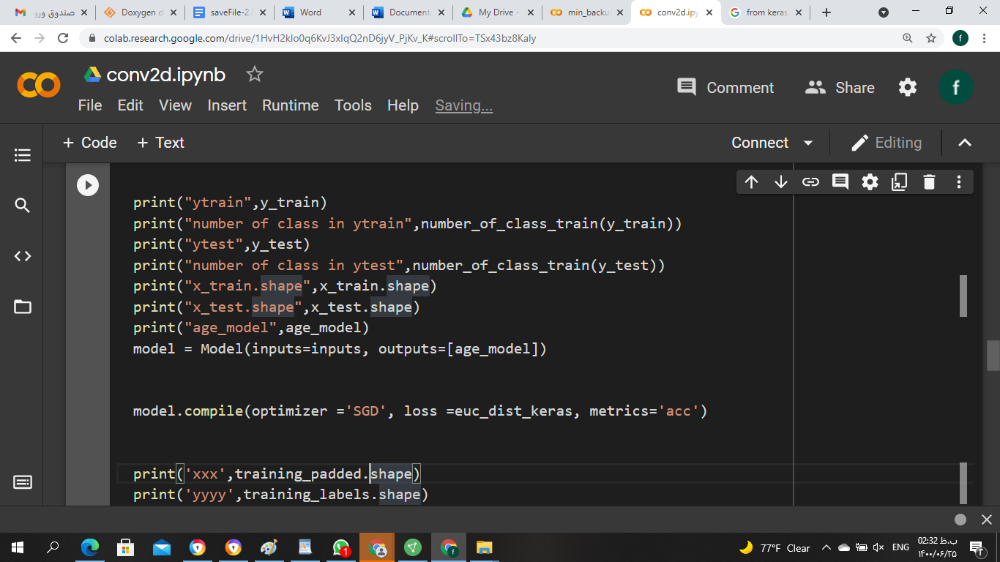 صندوق ورو
Doxygen d
saveFile-2.
Word
Documenta
My Drive -
min_backu
conv2d.ipy
from keras
colab.research.google.com/drive/1HvH2klo0q6KvJ3xIqQ2nD6jyV_PjKv_K#scrollTo=TSx43bz8Kaly
f
conv2d.ipynb
Comment
Share
f
File Edit View Insert Runtime Tools Help Saving...
+ Code + Text
Connect
Editing
print("ytrain",y_train)
print("number of class in ytrain",number_of_class_train(y_train))
print("ytest",y_test)
print("number of class in ytest",number_of_class_train(y_test))
print("x_train.shape",x_train.shape)
print("x_test.shape",x_test.shape)
print("age_model",age_model)
model = Model(inputs=inputs, outputs=[age_model])
model.compile(optimizer ='SGD', loss =euc_dist_keras, metrics='acc')
print('xxx',training_padded.shape)
print('yyyy',training_labels.shape)
1
f
77°F Clear
ENG
02:32 ب.ظ
۱۴۰۰/۰۶/۲۵